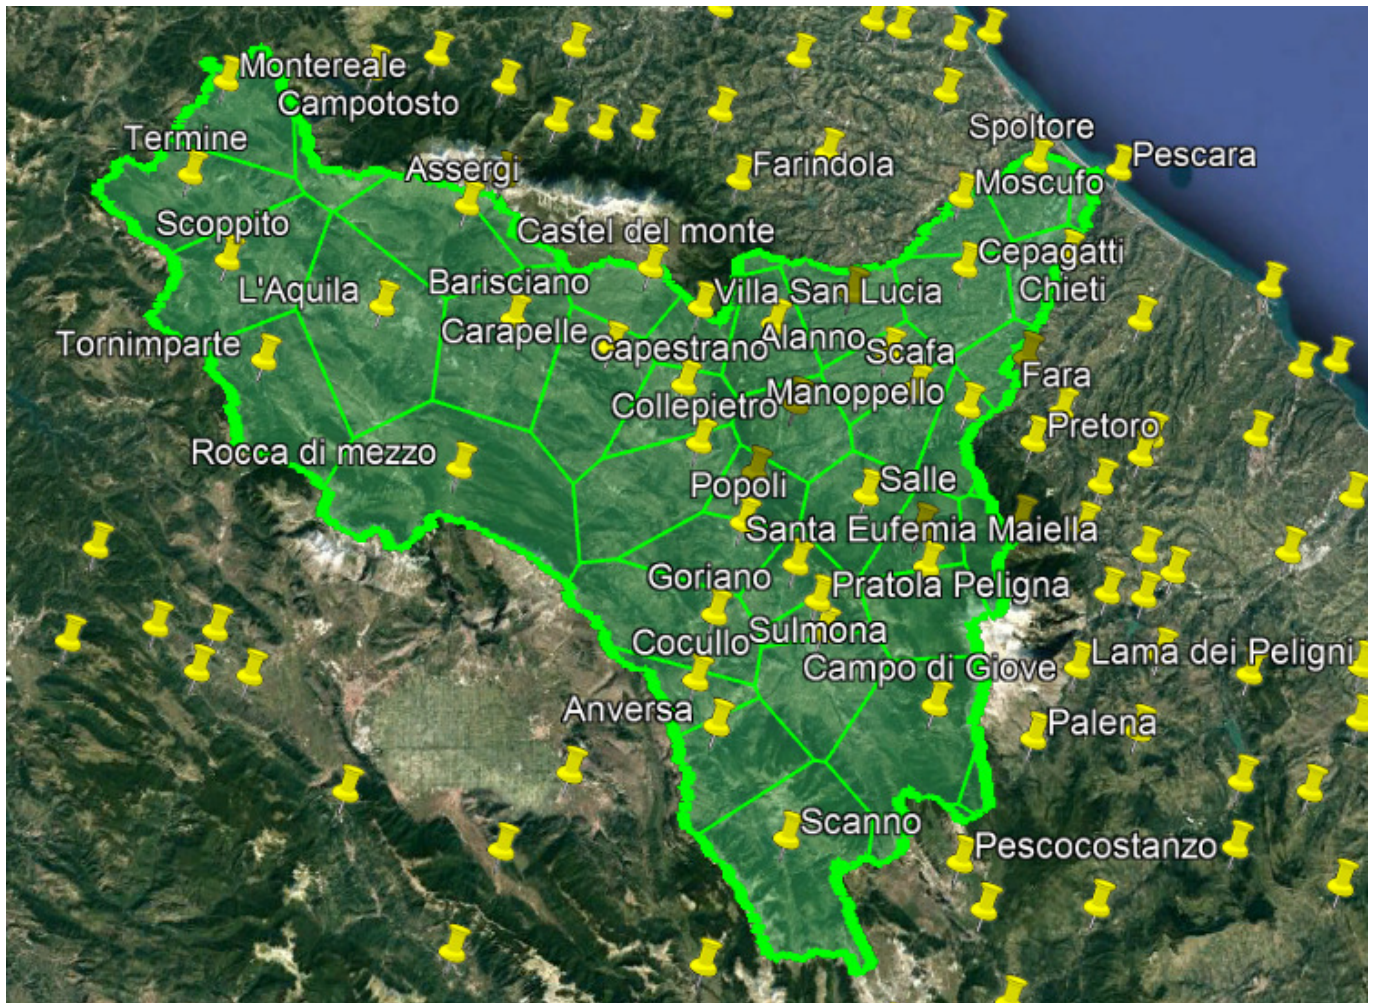 Montereale
Campotosto
Spoltore
Termine
Pescara
Farindola
Assergi
Moscufo
Scoppito
Castel del monte
Cepagatti
L'Aquila
Barisciano
Villa San Lucia
Chieti
Tornimparte
Carapelle
Capestrano
Alanno
Scafa
Fara
Collepietro
Manoppello
Pretoro
Rocca di mezzo
Popoli
Salle
Santa Eufemia Maiella
Goriano
Pratola Peligna
Cocullo
Sulmona
Lama dei Peligni
Campo di Giove
Anversa
Palena
Scanno
Pescocostanzo